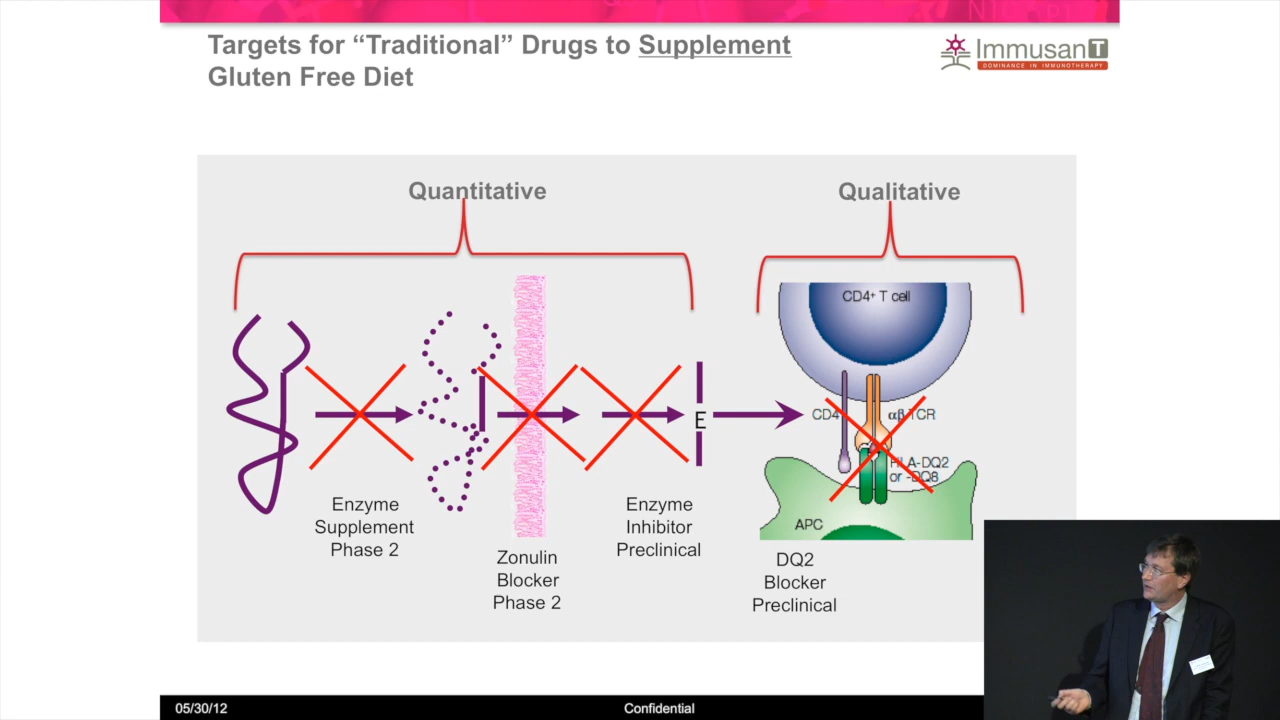 Targets for “Traditional” Drugs to Supplement
Gluten Free Diet
ImmusanT
DOMINANCE IN IMMUNOTHERAPY
Quantitative
Qualitative
CD4+ T cell
CD4
αβ TCR
E
HLA-DQ2
or -DQ8
APC
Enzyme
Supplement
Phase 2
Zonulin
Blocker
Phase 2
Enzyme
Inhibitor
Preclinical
DQ2
Blocker
Preclinical
05/30/12
Confidential